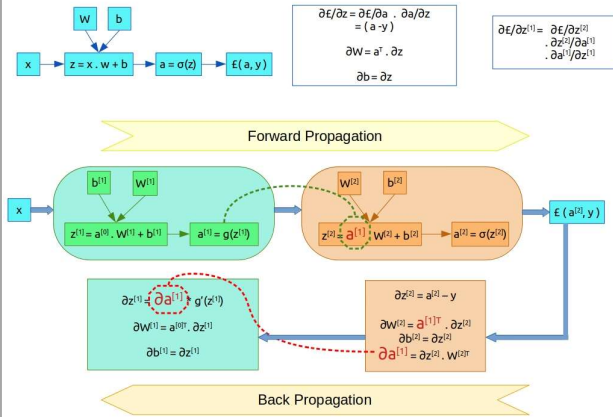 W
b
x
z = x . w + b
a = σ(z)
£( a, y )
∂£/∂z = ∂£/∂a . ∂a/∂z
= ( a -y )
∂W = aᵀ . ∂z
∂b = ∂z
∂£/∂z[1] = ∂£/∂z[2]
. ∂z[2]/∂a[1]
. ∂a[1]/∂z[1]
Forward Propagation
b[1]
W[1]
W[2]
b[2]
x
z[1] = a[0] . W[1] + b[1]
a[1] = g(z[1])
z[2] = a[1] W[2] + b[2]
a[2] = σ(z[2])
£ ( a[2], y )
∂z[1] = ∂a[1] * g'(z[1])
∂W[1] = a[0]T . ∂z[1]
∂b[1] = ∂z[1]
∂z[2] = a[2] – y
∂W[2] = a[1]T . ∂z[2]
∂b[2] = ∂z[2]
∂a[1] = ∂z[2] . W[2]T
Back Propagation